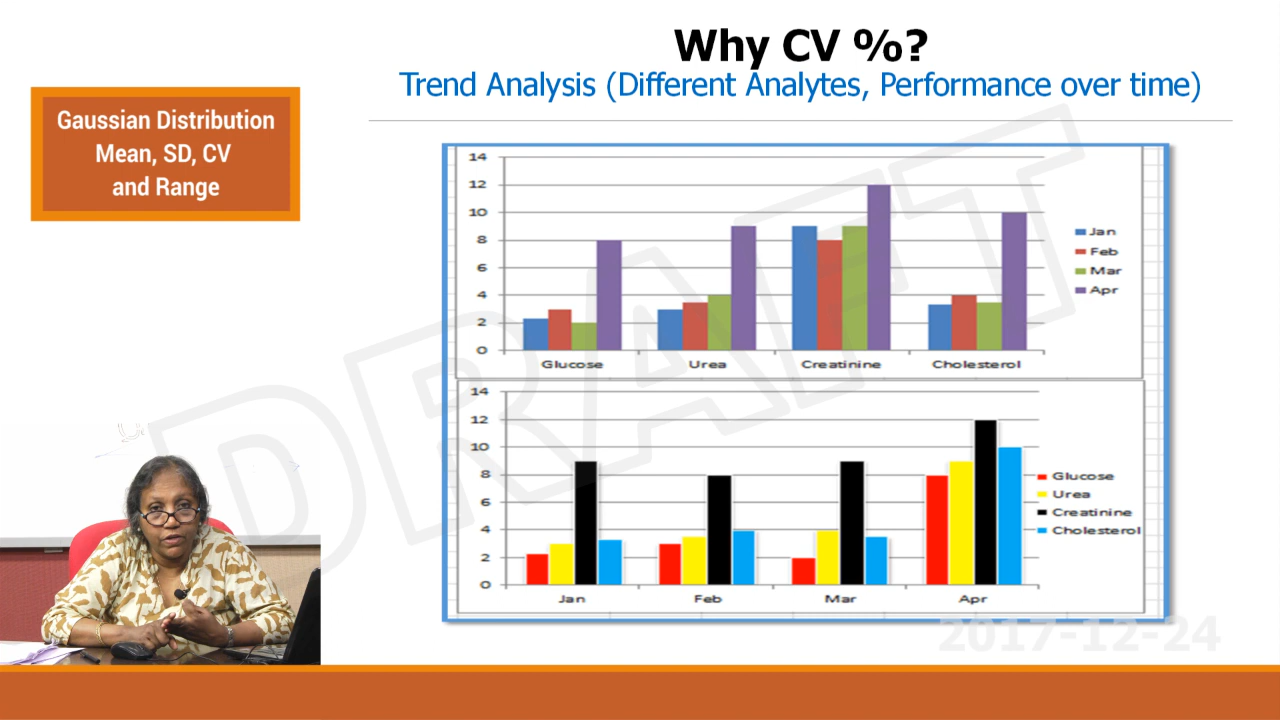 Why CV %?
Trend Analysis (Different Analytes, Performance over time)
Gaussian Distribution
Mean, SD, CV
and Range
14
12
10
8
6
4
2
0
Glucose Urea Creatinine Cholesterol
Jan
Feb
Mar
Apr
14
12
10
8
6
4
2
0
Jan Feb Mar Apr
Glucose
Urea
Creatinine
Cholesterol
DRAFT
2017-12-24